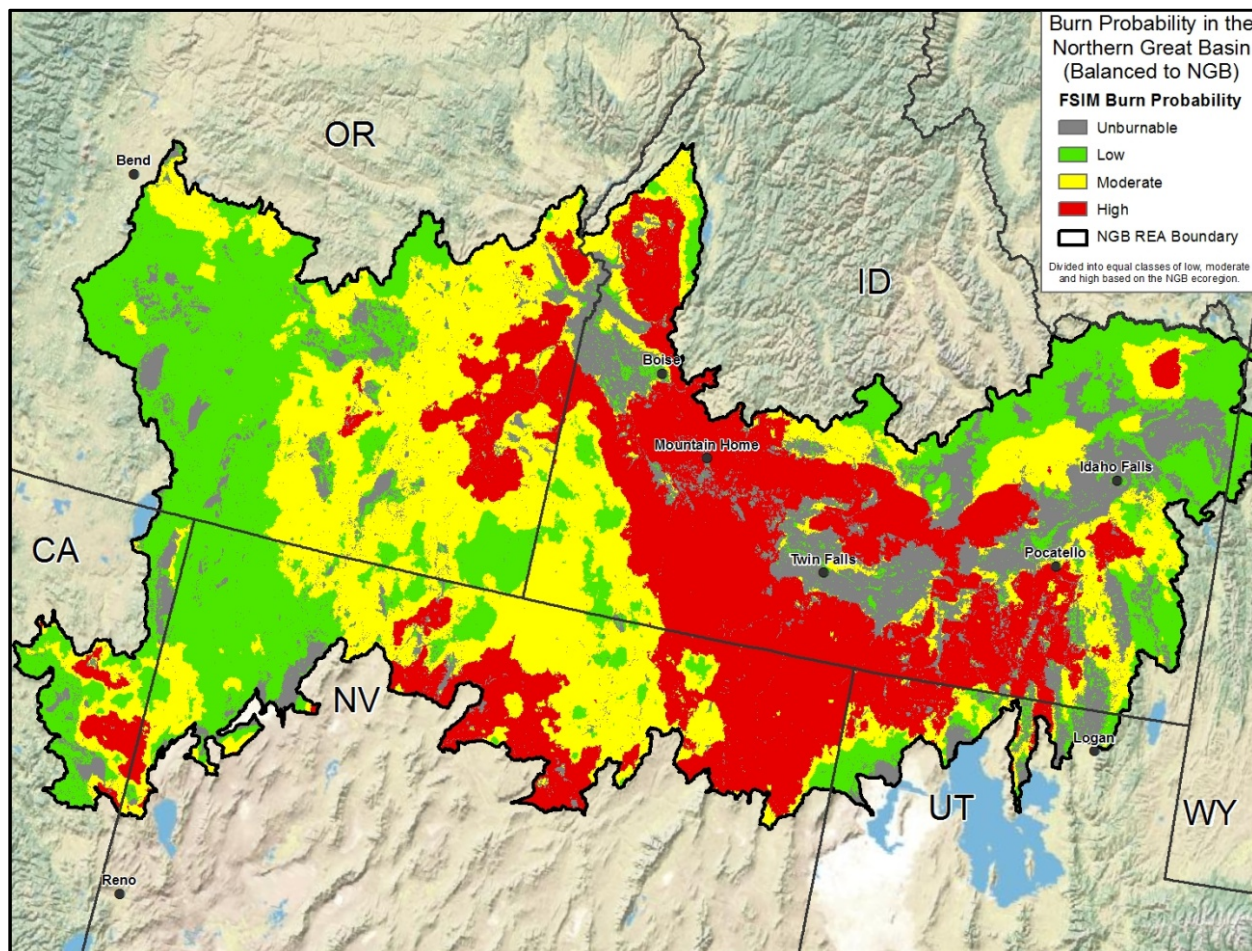 Burn Probability in the
Northern Great Basin
(Balanced to NGB)
FSIM Burn Probability
Unburnable
Low
Moderate
High
NGB REA Boundary
Divided into equal classes of low, moderate
and high based on the NGB ecoregion.
OR
Bend
ID
Boise
Mountain Home
Idaho Falls
CA
Twin Falls
Pocatello
NV
Logan
UT
WY
Reno